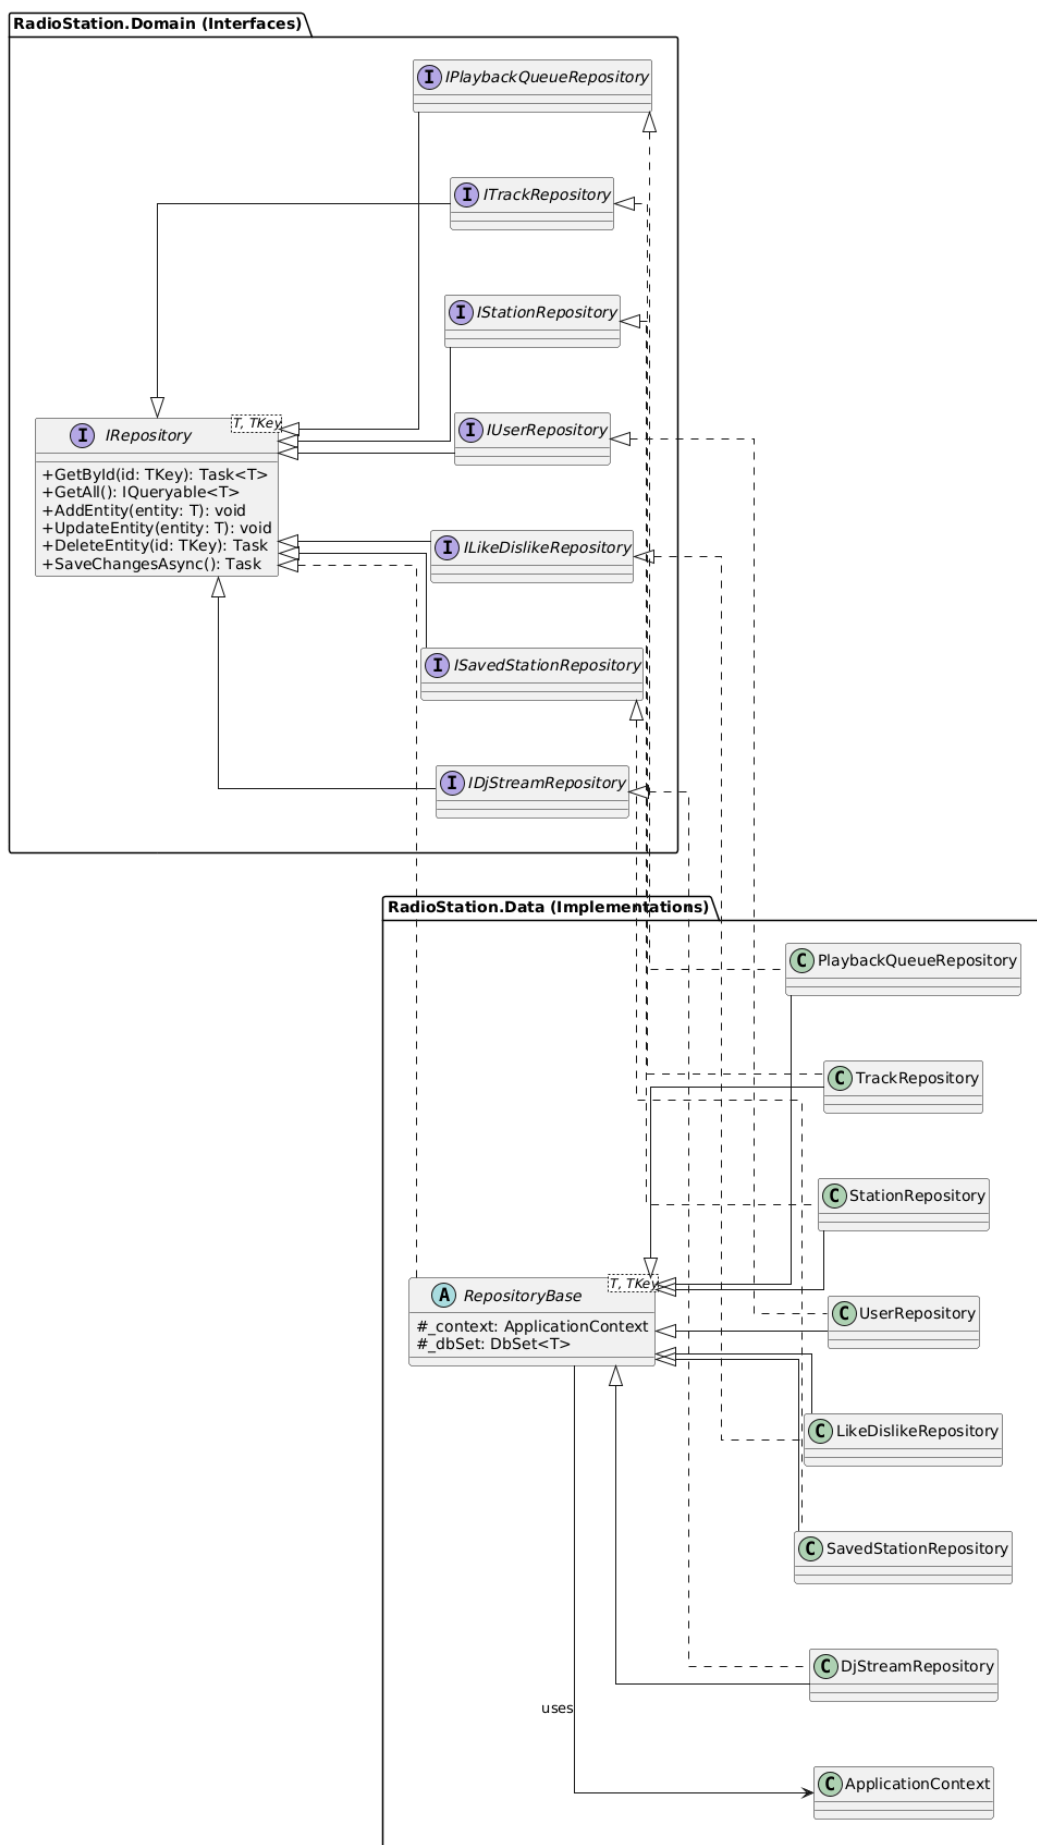 RadioStation.Domain (Interfaces)
I IPlaybackQueueRepository
I ITrackRepository
I IStationRepository
I IUserRepository
I IRepository
T, TKey
+GetById(id: TKey): Task<T>
+GetAll(): IQueryable<T>
+AddEntity(entity: T): void
+UpdateEntity(entity: T): void
+DeleteEntity(id: TKey): Task
+SaveChangesAsync(): Task
I ILikeDislikeRepository
I ISavedStationRepository
I IDjStreamRepository
RadioStation.Data (Implementations)
C PlaybackQueueRepository
C TrackRepository
C StationRepository
A RepositoryBase
T, TKey
#_context: ApplicationContext
#_dbSet: DbSet<T>
C UserRepository
C LikeDislikeRepository
C SavedStationRepository
C DjStreamRepository
uses
C ApplicationContext